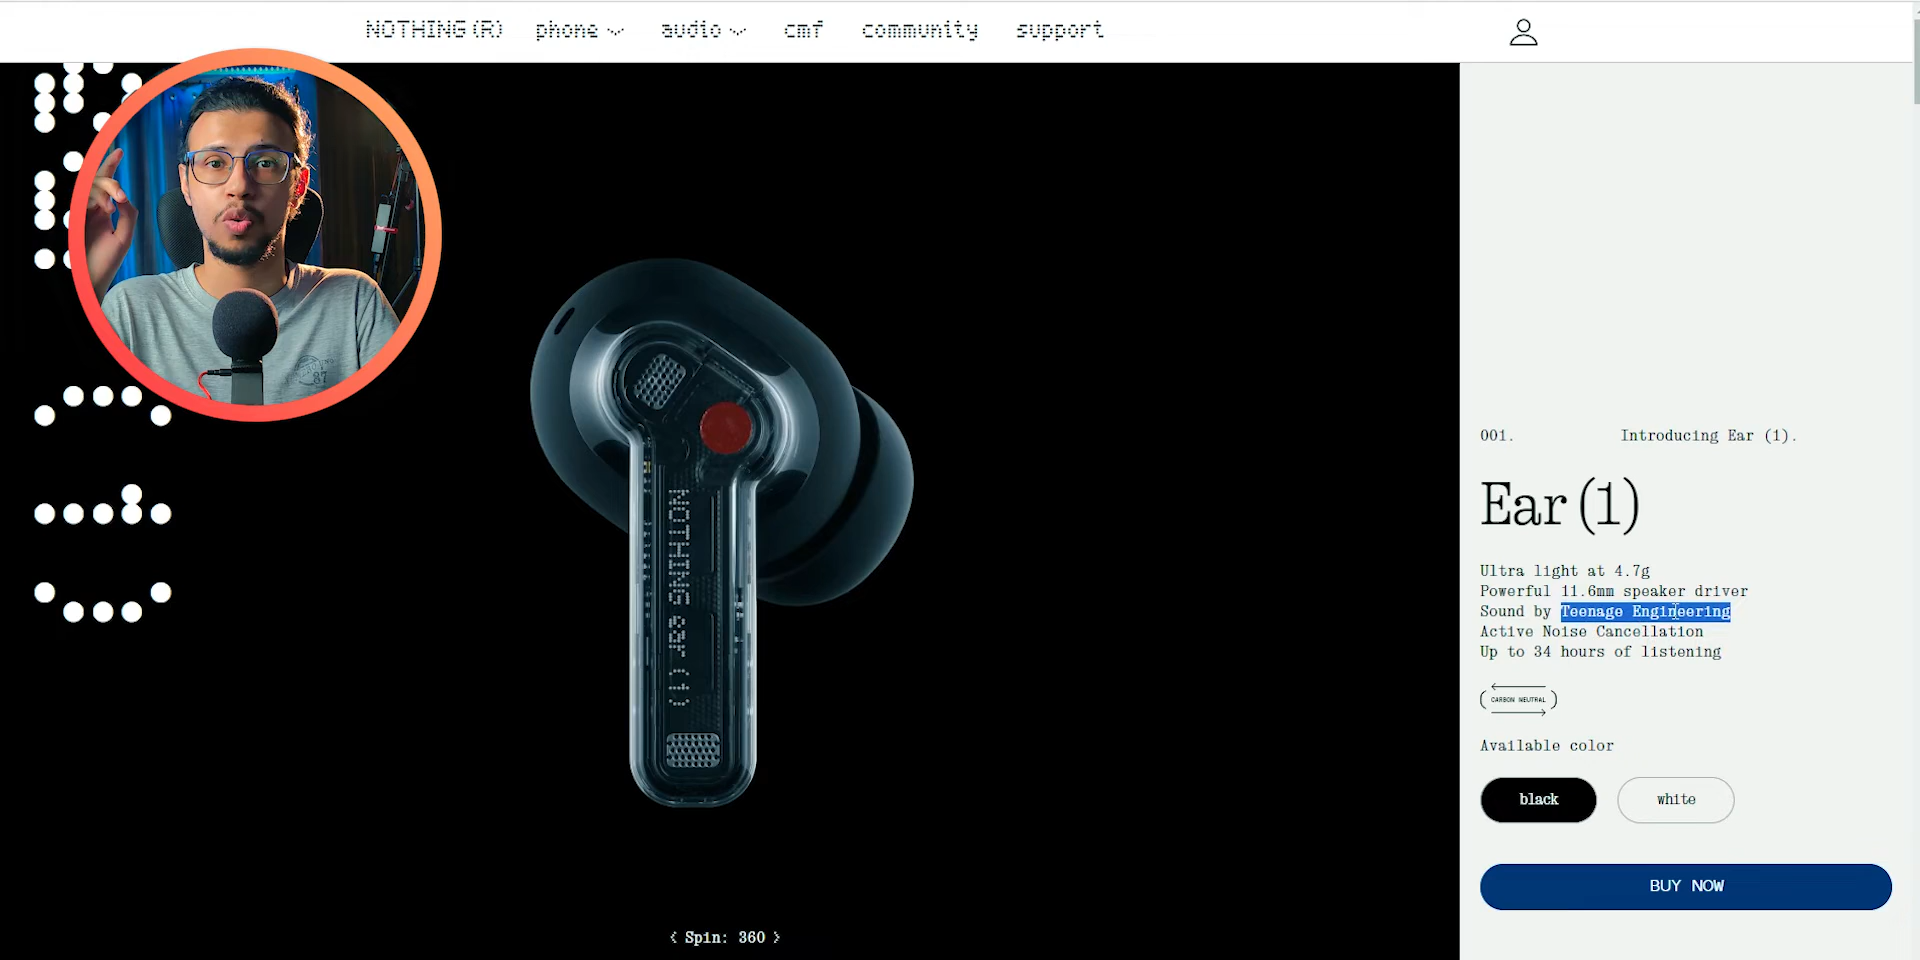 NOTHING(R) phone audio cmf community support
001. Introducing Ear (1).
Ear (1)
Ultra light at 4.7g
Powerful 11.6mm speaker driver
Sound by Teenage Engineering
Active Noise Cancellation
Up to 34 hours of listening
CARBON NEUTRAL
Available color
black white
BUY NOW
NOTHING ear (1)
87
< Spin: 360 >